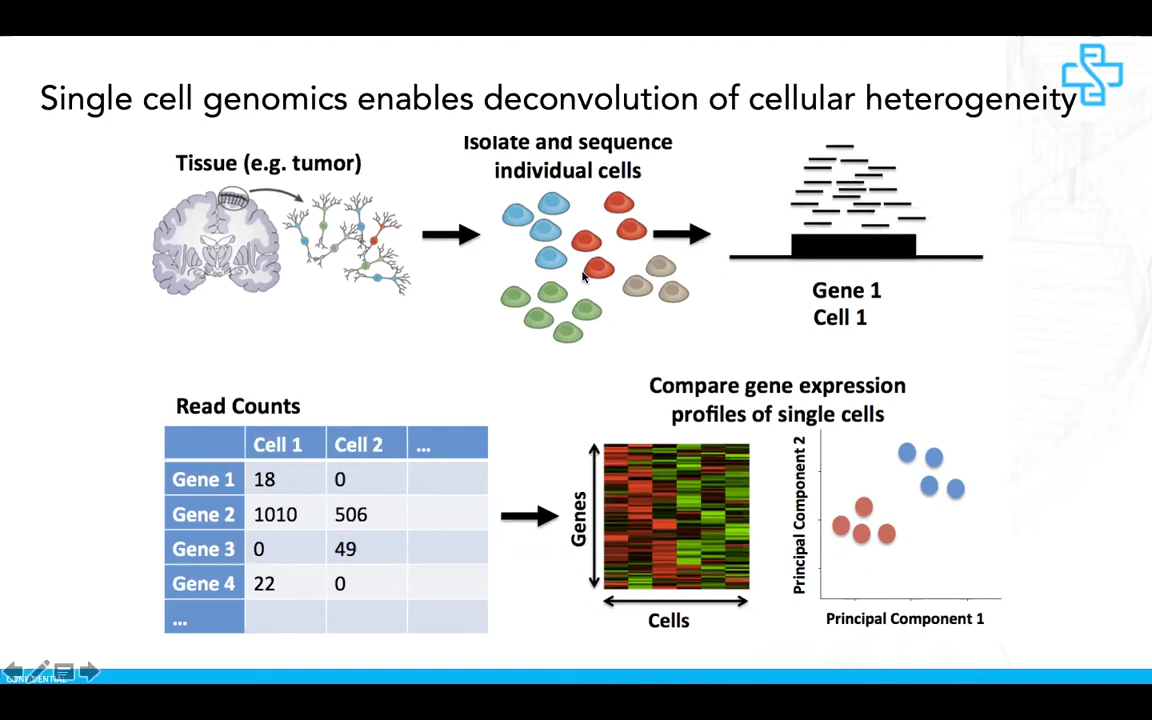 Single cell genomics enables deconvolution of cellular heterogeneity
Tissue (e.g. tumor)
Isolate and sequence
individual cells
Gene 1
Cell 1
Read Counts
Cell 1 Cell 2 ...
Gene 1 18 0
Gene 2 1010 506
Gene 3 0 49
Gene 4 22 0
...
Compare gene expression
profiles of single cells
Genes
Cells
Principal Component 2
Principal Component 1
CONFIDENTIAL